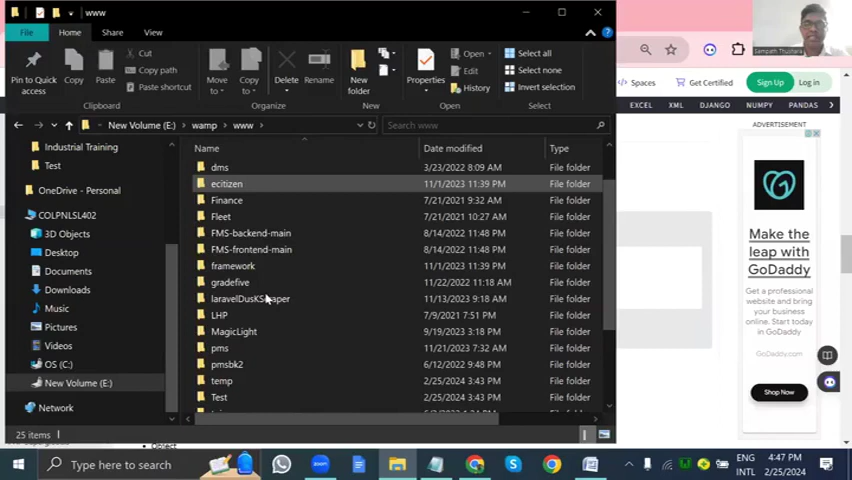 www
File
Home
Share
View
Pin to Quick access
Copy
Paste
Cut
Copy path
Paste shortcut
Clipboard
Move to
Copy to
Delete
Rename
Organize
New folder
New
Properties
Open
Edit
History
Open
Select all
Select none
Invert selection
Select
New Volume (E:) > wamp > www >
Search www
Industrial Training
Test
OneDrive - Personal
COLPNLSL402
3D Objects
Desktop
Documents
Downloads
Music
Pictures
Videos
OS (C:)
New Volume (E:)
Network
Name Date modified Type
dms 3/23/2022 8:09 AM File folder
ecitizen 11/1/2023 11:39 PM File folder
Finance 7/21/2021 9:32 AM File folder
Fleet 7/21/2021 10:27 AM File folder
FMS-backend-main 8/14/2022 11:48 PM File folder
FMS-frontend-main 8/14/2022 11:48 PM File folder
framework 11/1/2023 11:39 PM File folder
gradefive 11/22/2022 11:18 AM File folder
laravelDusKScraper 11/13/2023 9:18 AM File folder
LHP 7/9/2021 7:51 PM File folder
MagicLight 9/19/2023 3:18 PM File folder
pms 11/21/2023 7:32 AM File folder
pmsbk2 6/12/2022 9:48 PM File folder
temp 2/25/2024 3:43 PM File folder
Test 2/25/2024 3:43 PM File folder
25 items
Sampath Thushara
Spaces
Get Certified
Sign Up
Log in
EXCEL XML DJANGO NUMPY PANDAS
ADVERTISEMENT
Make the
leap with
GoDaddy
Get a professional
website and bring
your business
online. Start today
in GoDaddy
GoDaddy.com
Shop Now
Object
Type here to search
ENG
INTL
4:47 PM
2/25/2024